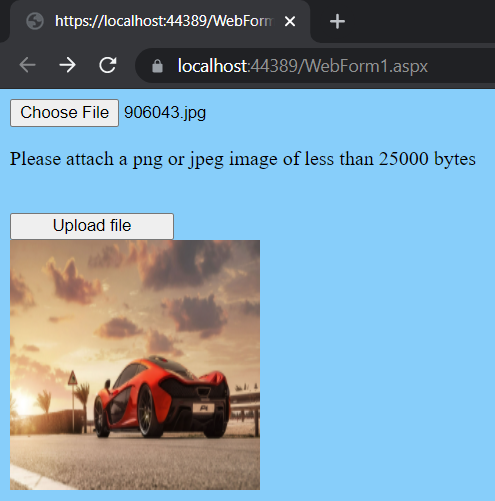 https://localhost:44389/WebForm
localhost:44389/WebForm1.aspx
Choose File 906043.jpg
Please attach a png or jpeg image of less than 25000 bytes
Upload file